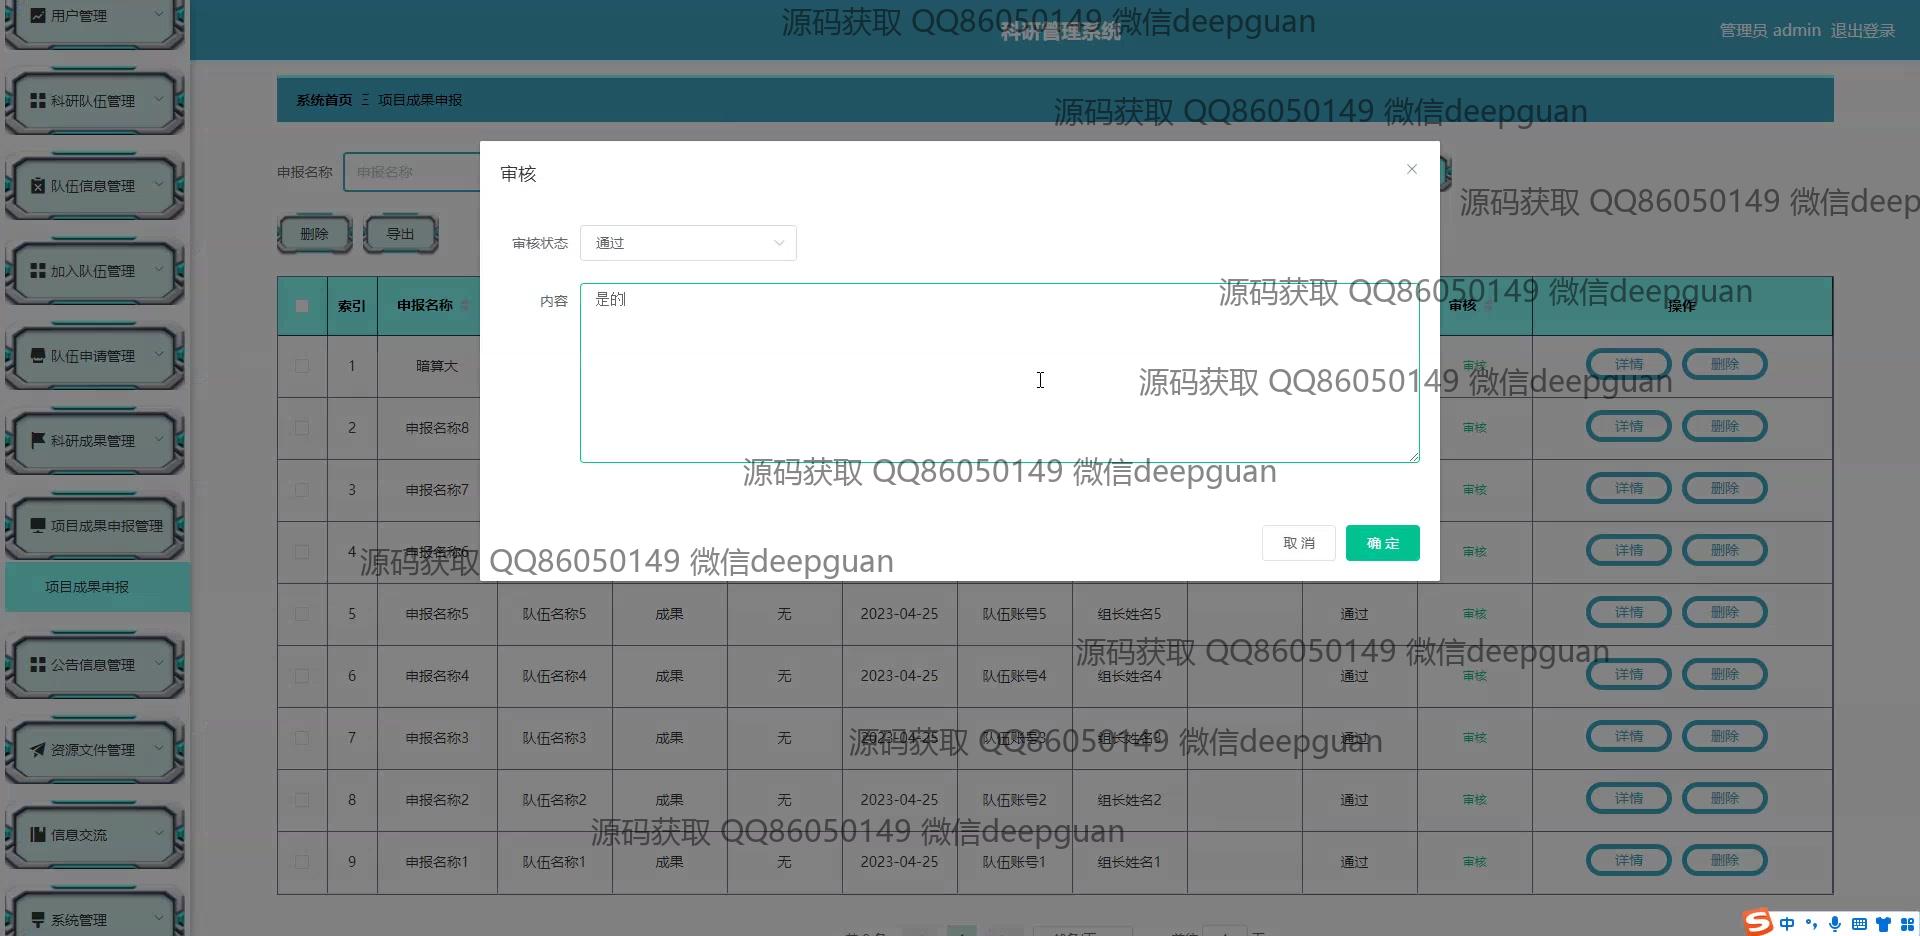 用户管理
科研队伍管理
队伍信息管理
加入队伍管理
队伍申请管理
科研成果管理
项目成果申报管理
项目成果申报
公告信息管理
资源文件管理
信息交流
系统管理
科研管理系统
管理员 admin 退出登录
系统首页 项目成果申报
申报名称 申报名称
删除 导出
审核
审核状态 通过
内容 是的
取消 确定
索引 申报名称 审核 操作
1 暗算大 审核 详情 删除
2 申报名称8 审核 详情 删除
3 申报名称7 审核 详情 删除
4 申报名称6 审核 详情 删除
5 申报名称5 队伍名称5 成果 无 2023-04-25 队伍账号5 组长姓名5 通过 审核 详情 删除
6 申报名称4 队伍名称4 成果 无 2023-04-25 队伍账号4 组长姓名4 通过 审核 详情 删除
7 申报名称3 队伍名称3 成果 无 2023-04-25 队伍账号3 组长姓名3 通过 审核 详情 删除
8 申报名称2 队伍名称2 成果 无 2023-04-25 队伍账号2 组长姓名2 通过 审核 详情 删除
9 申报名称1 队伍名称1 成果 无 2023-04-25 队伍账号1 组长姓名1 通过 审核 详情 删除
源码获取 QQ86050149 微信deepguan
源码获取 QQ86050149 微信deepguan
源码获取 QQ86050149 微信deep
源码获取 QQ86050149 微信deepguan
源码获取 QQ86050149 微信deepguan
源码获取 QQ86050149 微信deepguan
源码获取 QQ86050149 微信deepguan
源码获取 QQ86050149 微信deepguan
源码获取 QQ86050149 微信deepguan
源码获取 QQ86050149 微信deepguan
中